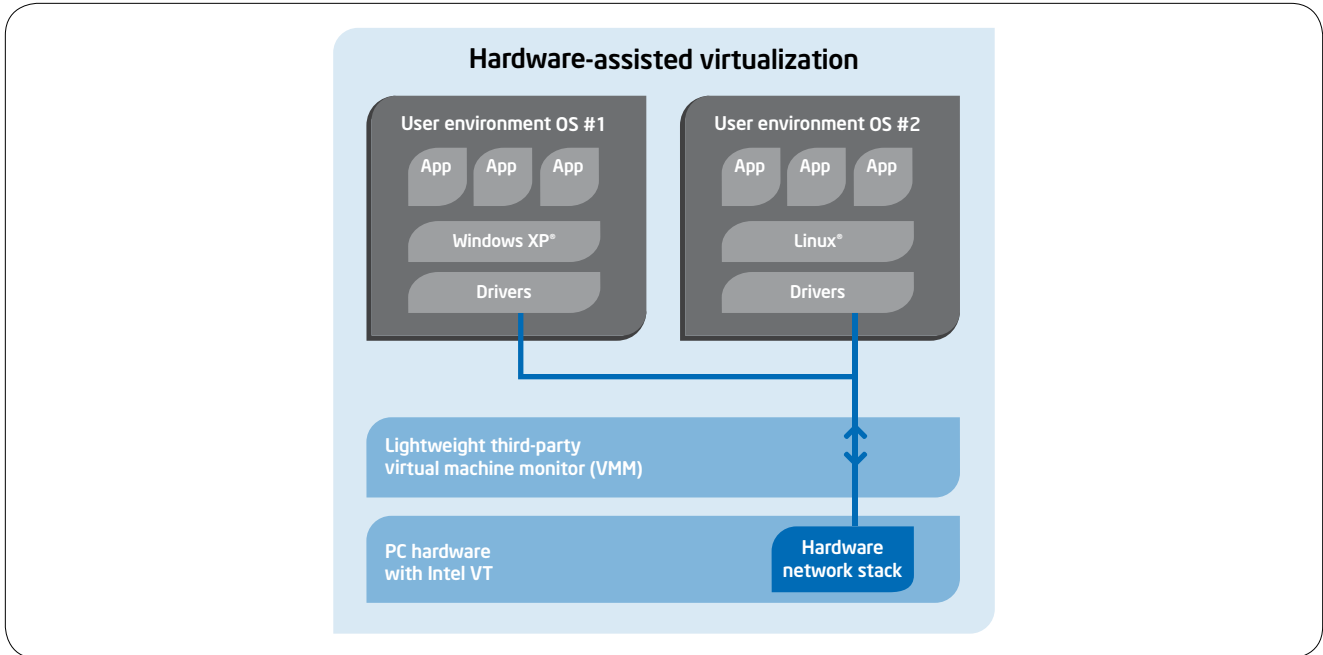 Hardware-assisted virtualization
User environment OS #1
App App App
Windows XP®
Drivers
User environment OS #2
App App App
Linux®
Drivers
Lightweight third-party
virtual machine monitor (VMM)
PC hardware
with Intel VT
Hardware
network stack